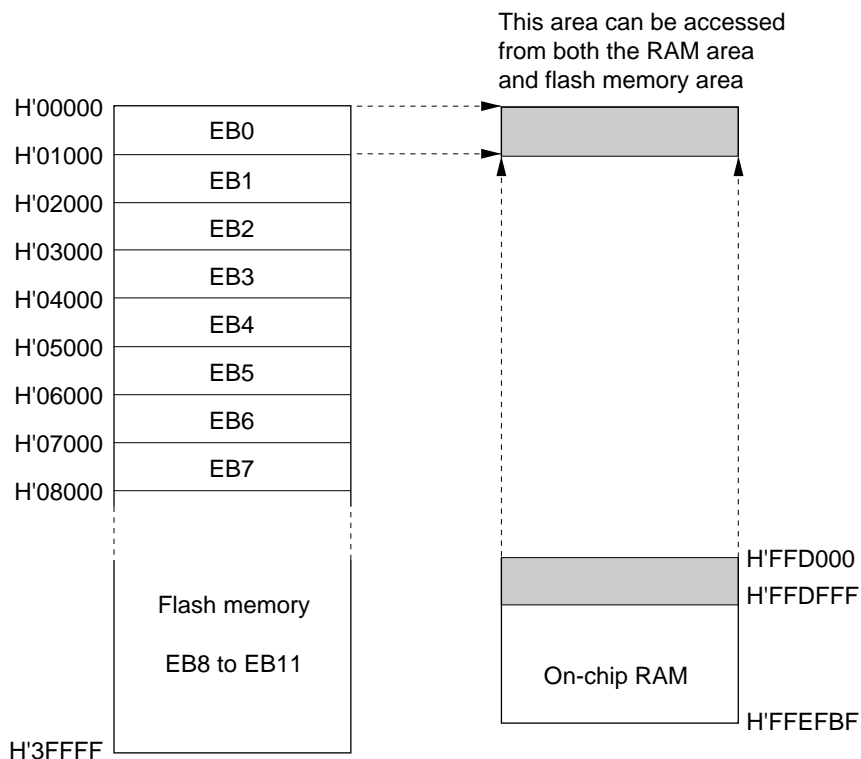 This area can be accessed
from both the RAM area
and flash memory area
H'00000
EB0
H'01000
EB1
H'02000
EB2
H'03000
EB3
H'04000
EB4
H'05000
EB5
H'06000
EB6
H'07000
EB7
H'08000
H'FFD000
Flash memory
H'FFDFFF
EB8 to EB11
On-chip RAM
H'FFEFBF
H'3FFFF